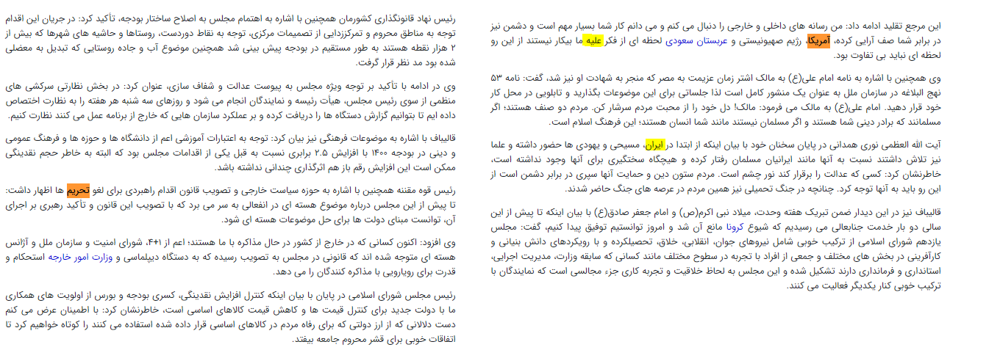 این مرجع تقلید ادامه داد: من رسانه های داخلی و خارجی را دنبال می کنم و می دانم کار شما بسیار مهم است و دشمن نیز
در برابر شما صف آرایی کرده، آمریکا، رژیم صهیونیستی و عربستان سعودی لحظه ای از فکر علیه ما بیکار نیستند از این رو
لحظه ای نباید بی تفاوت بود.
وی همچنین با اشاره به نامه امام علی(ع) به مالک اشتر زمان عزیمت به مصر که منجر به شهادت او نیز شد، گفت: نامه ۵۳
نهج البلاغه در سازمان ملل به عنوان یک منشور کامل است لذا جلساتی برای این موضوعات بگذارید و تابلویی در محل کار
خود قرار دهید. امام علی(ع) به مالک می فرمود: مالک! دل خود را از محبت مردم سرشار کن. مردم دو صنف هستند؛ اگر
مسلمانند که برادر دینی شما هستند و اگر مسلمان نیستند مانند شما انسان هستند؛ این فرهنگ اسلام است.
آیت الله العظمی نوری همدانی در پایان سخنان خود با بیان اینکه از ابتدا در ایران، مسیحی و یهودی ها حضور داشته و علما
نیز تلاش داشتند نسبت به آنها مانند ایرانیان مسلمان رفتار کرده و هیچگاه سختگیری برای آنها وجود نداشته است،
خاطرنشان کرد: کسی که عدالت را برقرار کند نور چشم است. مردم ستون دین و حمایت آنها سپری در برابر دشمن است از
این رو باید به آنها توجه کرد. چنانچه در جنگ تحمیلی نیز همین مردم در عرصه های جنگ حاضر شدند.
قالیباف نیز در این دیدار ضمن تبریک هفته وحدت، میلاد نبی اکرم(ص) و امام جعفر صادق(ع) با بیان اینکه تا پیش از این
سالی دو بار خدمت جنابعالی می رسیدیم که شیوع کرونا مانع آن شد و امروز توانستیم توفیق پیدا کنیم، گفت: مجلس
یازدهم شورای اسلامی از ترکیب خوبی شامل نیروهای جوان، انقلابی، خلاق، تحصیلکرده و با رویکردهای دانش بنیانی و
کارآفرینی در بخش های مختلف و جمعی از افراد با تجربه در سطوح مختلف مانند کسانی که سابقه وزارت، مدیریت اجرایی،
استانداری و فرمانداری دارند تشکیل شده و این مجلس به لحاظ خلاقیت و تجربه کاری جزء مجالسی است که نمایندگان با
ترکیب خوبی کنار یکدیگر فعالیت می کنند.
رئیس نهاد قانونگذاری کشورمان همچنین با اشاره به اهتمام مجلس به اصلاح ساختار بودجه، تأکید کرد: در جریان این اقدام
توجه به مناطق محروم و تمرکززدایی از تصمیمات مرکزی، توجه به نقاط دوردست، روستاها و حاشیه های شهرها که بیش از
۲ هزار نقطه هستند به طور مستقیم در بودجه پیش بینی شد همچنین موضوع آب و جاده روستایی که تبدیل به معضلی
شده بود مد نظر قرار گرفت.
وی در ادامه با تأکید بر توجه ویژه مجلس به پیوست عدالت و شفاف سازی، عنوان کرد: در بخش نظارتی سرکشی های
منظمی از سوی رئیس مجلس، هیأت رئیسه و نمایندگان انجام می شود و روزهای سه شنبه هر هفته را به نظارت اختصاص
داده ایم تا بتوانیم گزارش دستگاه ها را دریافت کرده و بر عملکرد سازمان هایی که خارج از برنامه عمل می کنند نظارت کنیم.
قالیباف با اشاره به موضوعات فرهنگی نیز بیان کرد: توجه به اعتبارات آموزشی اعم از دانشگاه ها و حوزه ها و فرهنگ عمومی
و دینی در بودجه ۱۴۰۰ با افزایش ۲.۵ برابری نسبت به قبل یکی از اقدامات مجلس بود که البته به خاطر حجم نقدینگی
ممکن است این افزایش رقم باز هم اثرگذاری چندانی نداشته باشد.
رئیس قوه مقننه همچنین با اشاره به حوزه سیاست خارجی و تصویب قانون اقدام راهبردی برای لغو تحریم ها اظهار داشت:
تا پیش از این مجلس درباره موضوع هسته ای در انفعالی به سر می برد که با تصویب این قانون و تأکید رهبری بر اجرای
آن، توانست مبنای دولت ها برای حل موضوعات هسته ای شود.
وی افزود: اکنون کسانی که در خارج از کشور در حال مذاکره با ما هستند؛ اعم از ۱+۴، شورای امنیت و سازمان ملل و آژانس
هسته ای متوجه شده اند که قانونی در مجلس به تصویب رسیده که به دستگاه دیپلماسی و وزارت امور خارجه استحکام و
قدرت برای رویارویی با مذاکره کنندگان را می دهد.
رئیس مجلس شورای اسلامی در پایان با بیان اینکه کنترل افزایش نقدینگی، کسری بودجه و بورس از اولویت های همکاری
ما با دولت جدید برای کنترل قیمت ها و کاهش قیمت کالاهای اساسی است، خاطرنشان کرد: با اطمینان عرض می کنم
دست دلالانی که از ارز دولتی که برای رفاه مردم در کالاهای اساسی قرار داده شده استفاده می کنند را کوتاه خواهیم کرد تا
اتفاقات خوبی برای قشر محروم جامعه بیفتد.